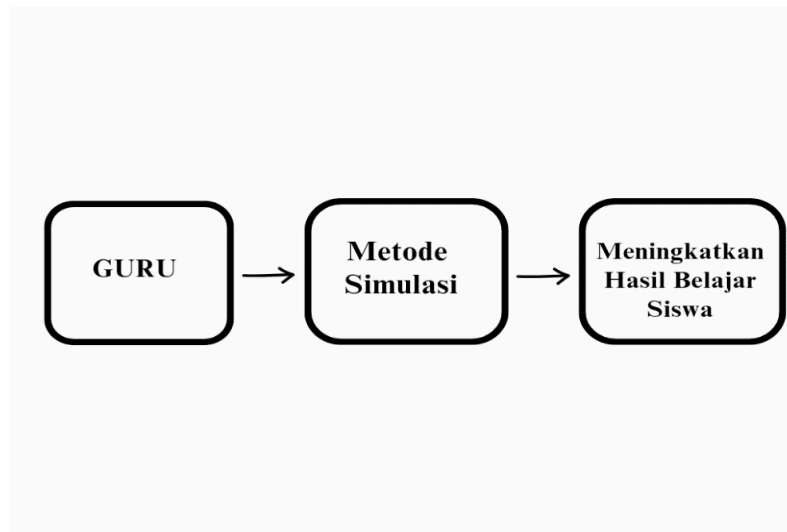 GURU
Metode
Simulasi
Meningkatkan
Hasil Belajar
Siswa